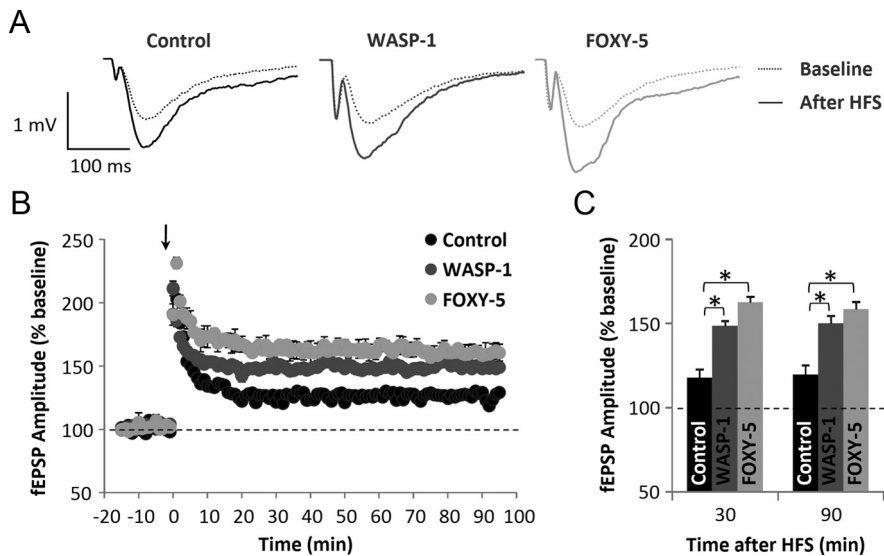 A
Control
WASP-1
FOXY-5
Baseline
After HFS
1 mV
100 ms
B
fEPSP Amplitude (% baseline)
250
200
150
100
50
Control
WASP-1
FOXY-5
-20 -10 0 10 20 30 40 50 60 70 80 90 100
Time (min)
C
fEPSP Amplitude (% baseline)
200
150
100
50
* *
* *
Control WASP-1 FOXY-5
Control WASP-1 FOXY-5
30 90
Time after HFS (min)